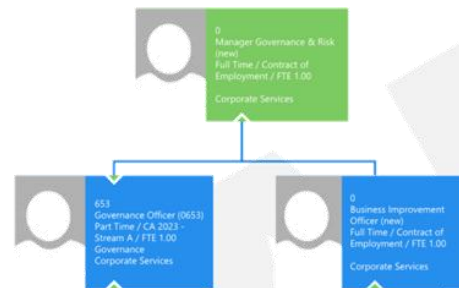 0
Manager Governance & Risk
(new)
Full Time / Contract of
Employment / FTE 1.00
Corporate Services
653
Governance Officer (0653)
Part Time / CA 2023 -
Stream A / FTE 1.00
Governance
Corporate Services
0
Business Improvement
Officer (new)
Full Time / Contract of
Employment / FTE 1.00
Corporate Services